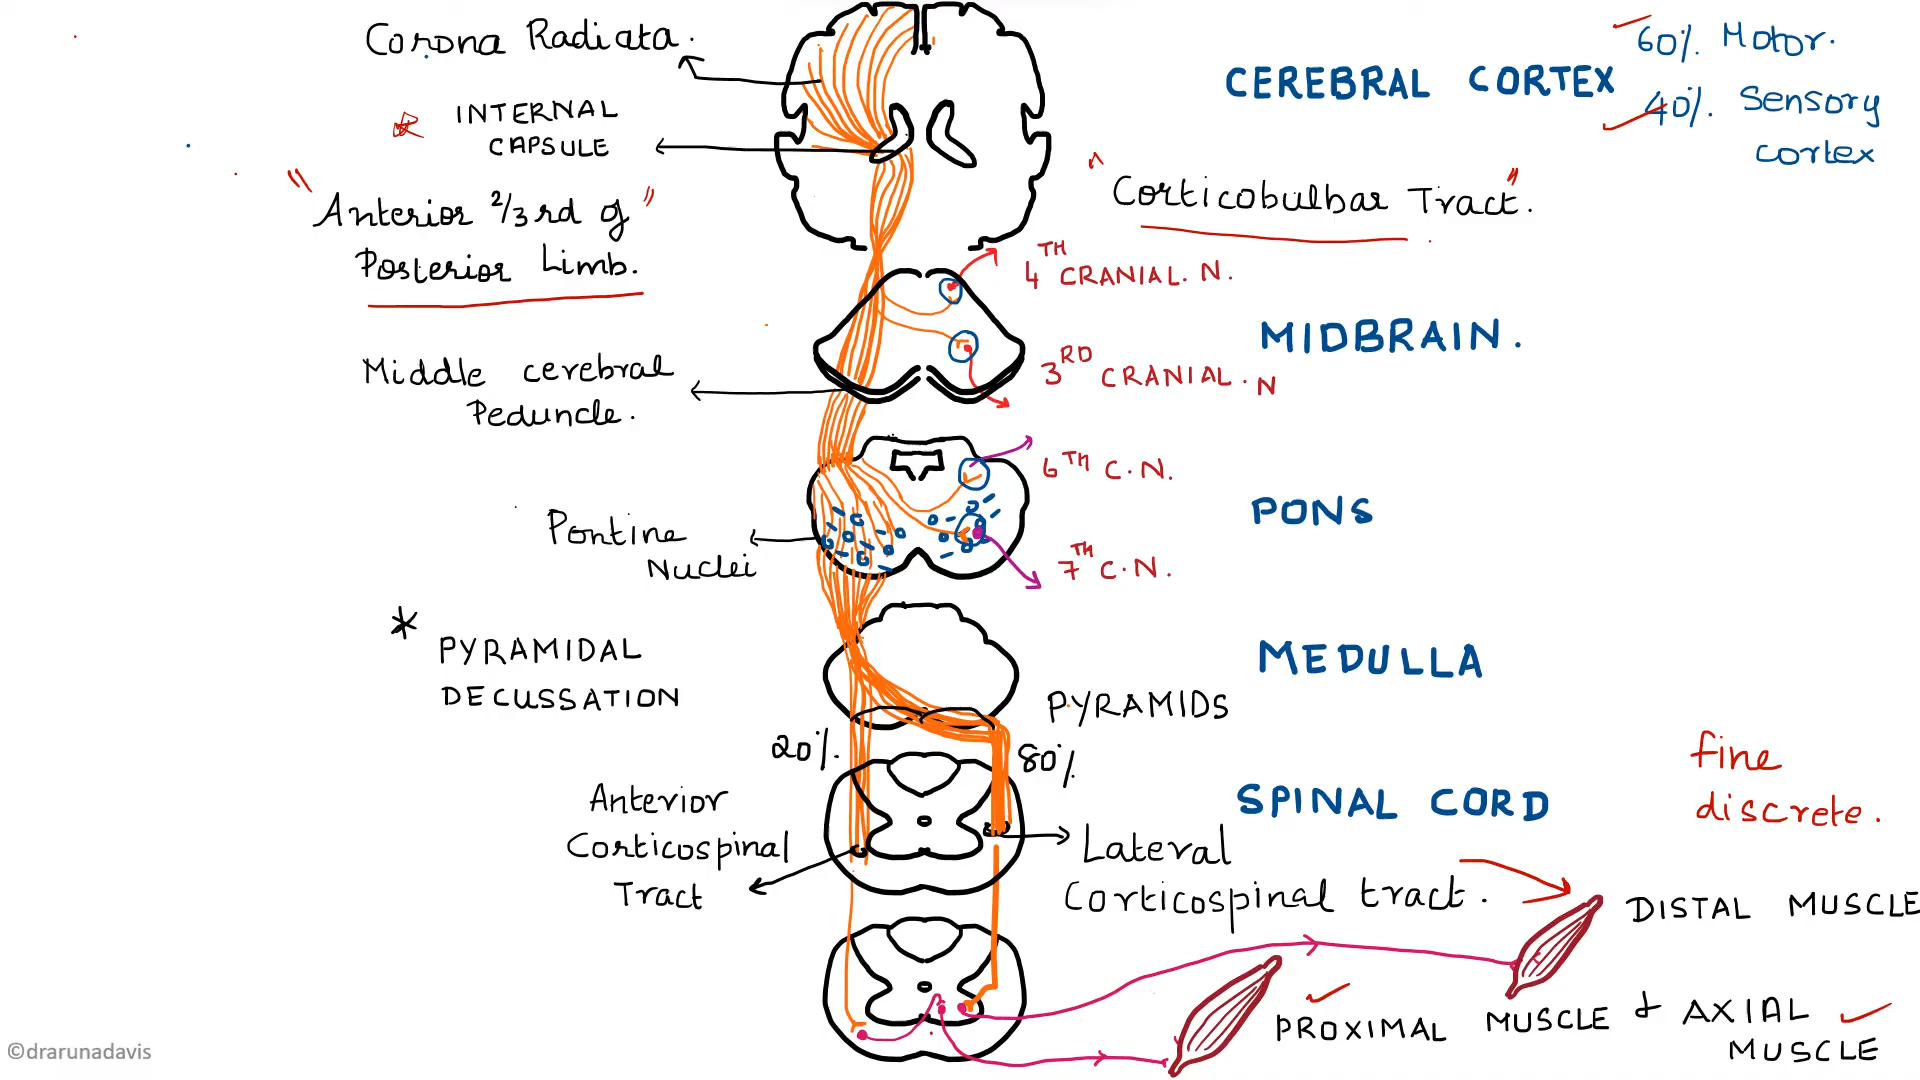 Corona Radiata.
60% Motor.
CEREBRAL CORTEX
40% Sensory
cortex
INTERNAL
CAPSULE
"Anterior 2/3rd of"
Posterior Limb.
"Corticobulbar Tract".
4TH CRANIAL. N.
MIDBRAIN.
3RD CRANIAL. N
Middle cerebral
Peduncle.
6TH C.N.
PONS
Pontine
Nuclei
7Th C.N.
* PYRAMIDAL
DECUSSATION
MEDULLA
PYRAMIDS
20%.
80%
Anterior
Corticospinal
Tract
SPINAL CORD
fine
discrete.
Lateral
Corticospinal tract.
DISTAL MUSCLE
PROXIMAL MUSCLE & AXIAL
MUSCLE
©drarunadavis